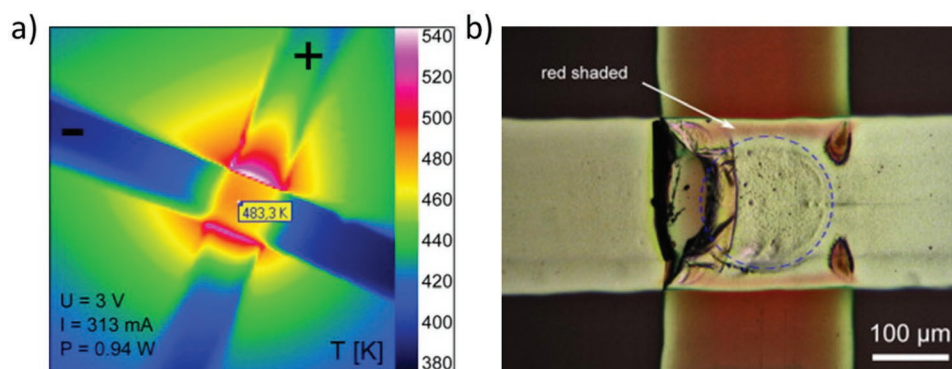 a)
+
-
483,3 K
U = 3 V
I = 313 mA
P = 0.94 W
T [K]
540
520
500
480
460
440
420
400
380
b)
red shaded
100 µm